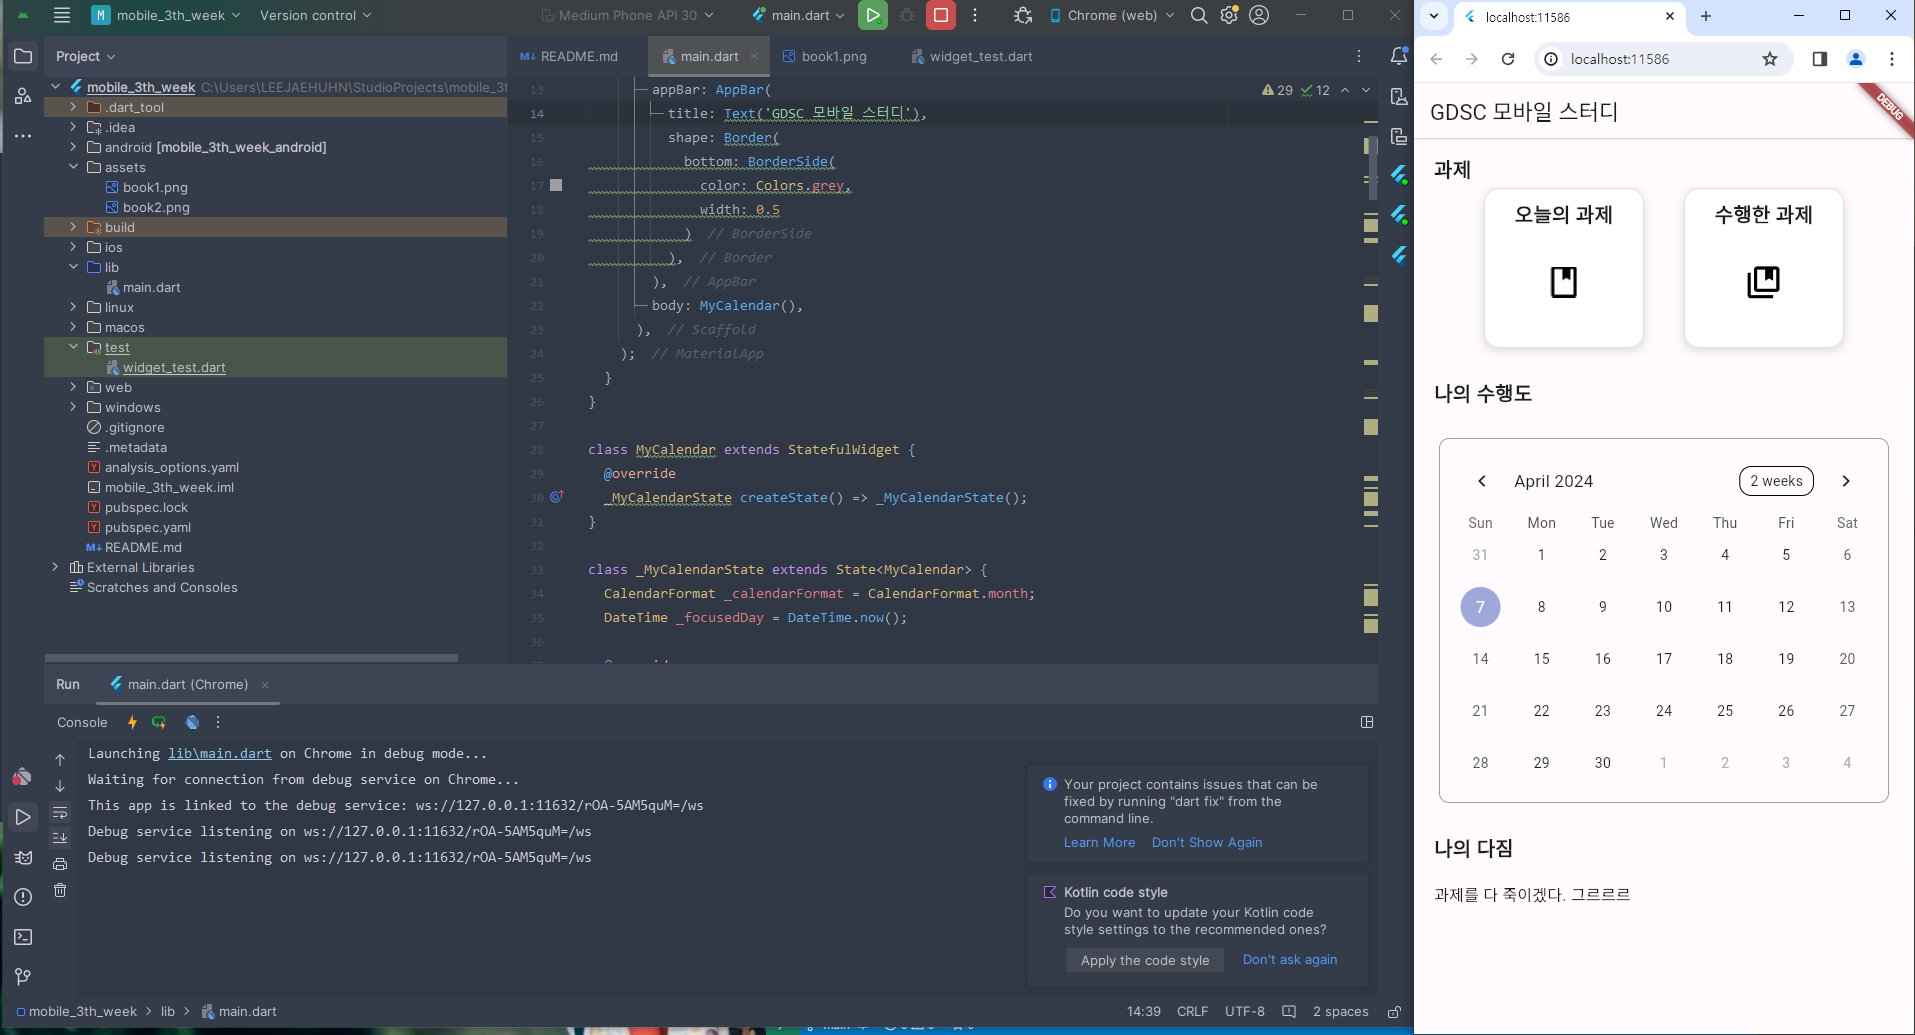 M mobile_3th_week
Version control
Medium Phone API 30
main.dart
Chrome (web)
Project
mobile_3th_week C:\Users\LEEJAEHUHN\StudioProjects\mobile_3t
.dart_tool
.idea
android [mobile_3th_week_android]
assets
book1.png
book2.png
build
ios
lib
main.dart
linux
macos
test
widget_test.dart
web
windows
.gitignore
.metadata
analysis_options.yaml
mobile_3th_week.iml
pubspec.lock
pubspec.yaml
README.md
External Libraries
Scratches and Consoles
README.md
main.dart
book1.png
widget_test.dart
29 12
13 appBar: AppBar(
14 title: Text('GDSC 모바일 스터디'),
15 shape: Border(
16 bottom: BorderSide(
17 color: Colors.grey,
18 width: 0.5
19 ) // BorderSide
20 ), // Border
21 ), // AppBar
22 body: MyCalendar(),
23 ), // Scaffold
24 ); // MaterialApp
25 }
26 }
27
28 class MyCalendar extends StatefulWidget {
29 @override
30 _MyCalendarState createState() => _MyCalendarState();
31 }
32
33 class _MyCalendarState extends State<MyCalendar> {
34 CalendarFormat _calendarFormat = CalendarFormat.month;
35 DateTime _focusedDay = DateTime.now();
36
Run
main.dart (Chrome)
Console
Launching lib\main.dart on Chrome in debug mode...
Waiting for connection from debug service on Chrome...
This app is linked to the debug service: ws://127.0.0.1:11632/rOA-5AM5quM=/ws
Debug service listening on ws://127.0.0.1:11632/rOA-5AM5quM=/ws
Debug service listening on ws://127.0.0.1:11632/rOA-5AM5quM=/ws
Your project contains issues that can be
fixed by running "dart fix" from the
command line.
Learn More Don't Show Again
Kotlin code style
Do you want to update your Kotlin code
style settings to the recommended ones?
Apply the code style Don't ask again
mobile_3th_week > lib > main.dart
14:39 CRLF UTF-8 2 spaces
localhost:11586
localhost:11586
DEBUG
GDSC 모바일 스터디
과제
오늘의 과제
수행한 과제
나의 수행도
April 2024
2 weeks
Sun Mon Tue Wed Thu Fri Sat
31 1 2 3 4 5 6
7 8 9 10 11 12 13
14 15 16 17 18 19 20
21 22 23 24 25 26 27
28 29 30 1 2 3 4
나의 다짐
과제를 다 죽이겠다. 그르르르